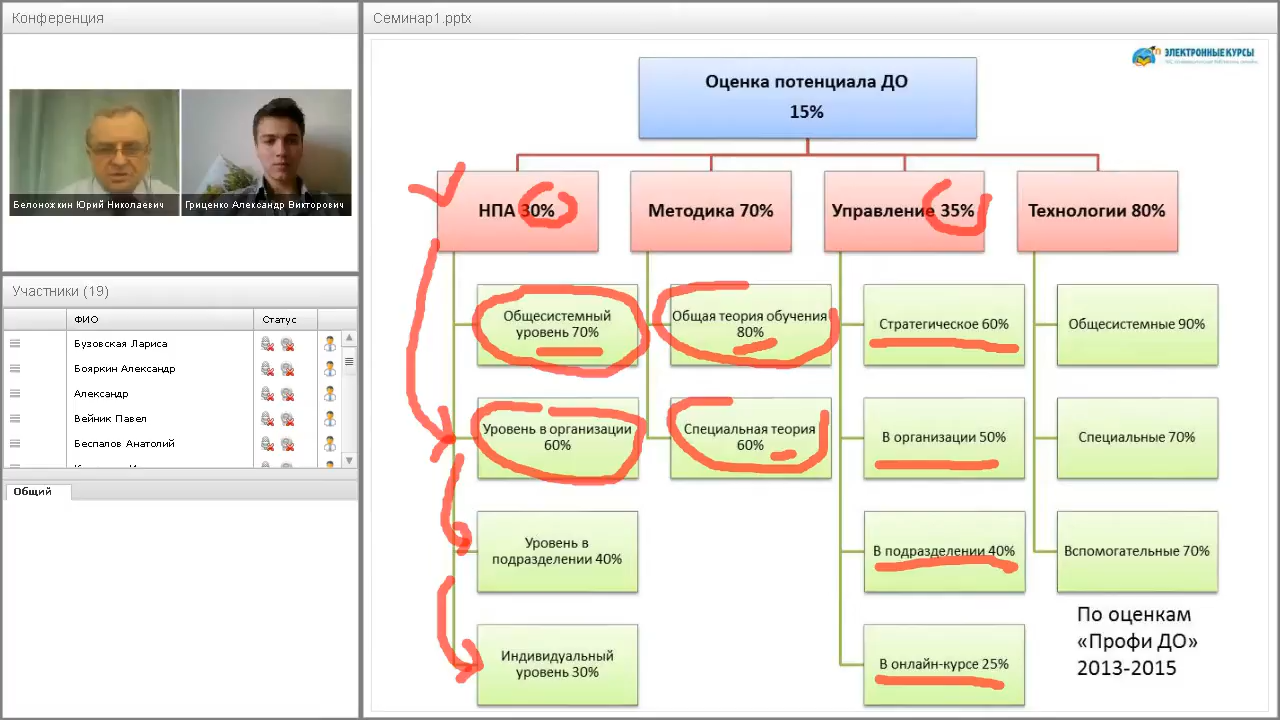 Конференция
Белоножкин Юрий Николаевич
Гриценко Александр Викторович
Участники (19)
ФИО
Статус
Бузовская Лариса
Бояркин Александр
Александр
Вейник Павел
Беспалов Анатолий
Общий
Семинар1.pptx
ЭЛЕКТРОННЫЕ КУРСЫ
Оценка потенциала ДО
15%
НПА 30%
Методика 70%
Управление 35%
Технологии 80%
Общесистемный
уровень 70%
Общая теория обучения
80%
Стратегическое 60%
Общесистемные 90%
Уровень в организации
60%
Специальная теория
60%
В организации 50%
Специальные 70%
Уровень в
подразделении 40%
В подразделении 40%
Вспомогательные 70%
Индивидуальный
уровень 30%
В онлайн-курсе 25%
По оценкам
«Профи ДО»
2013-2015